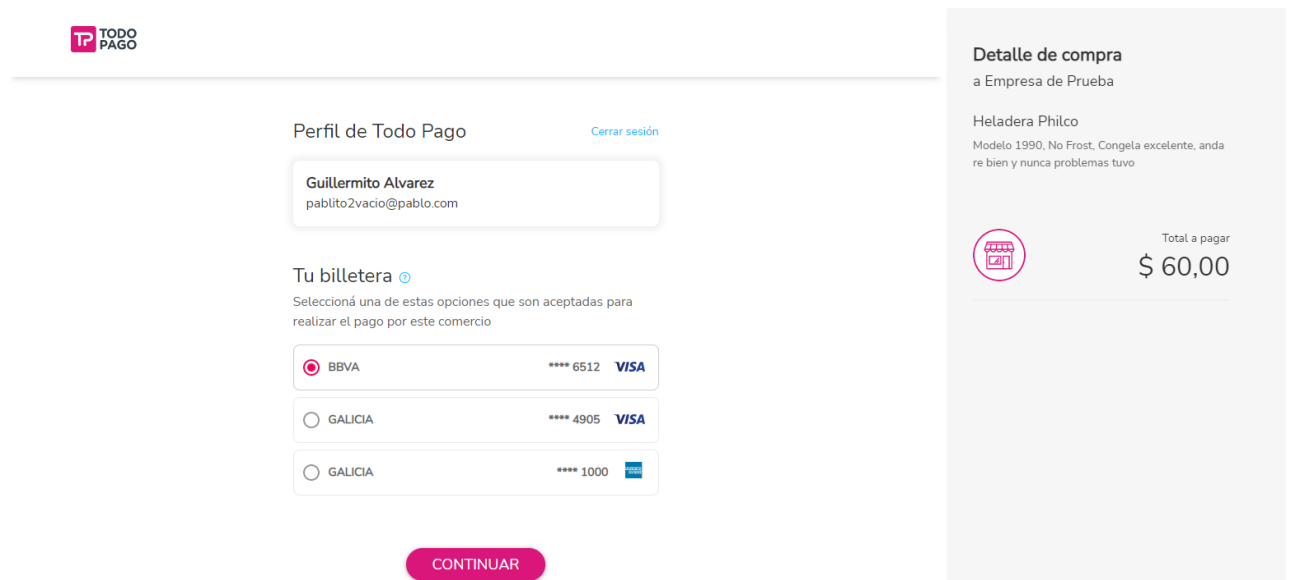 TODO
PAGO
Perfil de Todo Pago
Cerrar sesión
Guillermito Alvarez
pablito2vacio@pablo.com
Tu billetera ?
Seleccioná una de estas opciones que son aceptadas para
realizar el pago por este comercio
BBVA **** 6512 VISA
GALICIA **** 4905 VISA
GALICIA **** 1000
CONTINUAR
Detalle de compra
a Empresa de Prueba
Heladera Philco
Modelo 1990, No Frost, Congela excelente, anda
re bien y nunca problemas tuvo
Total a pagar
$ 60,00